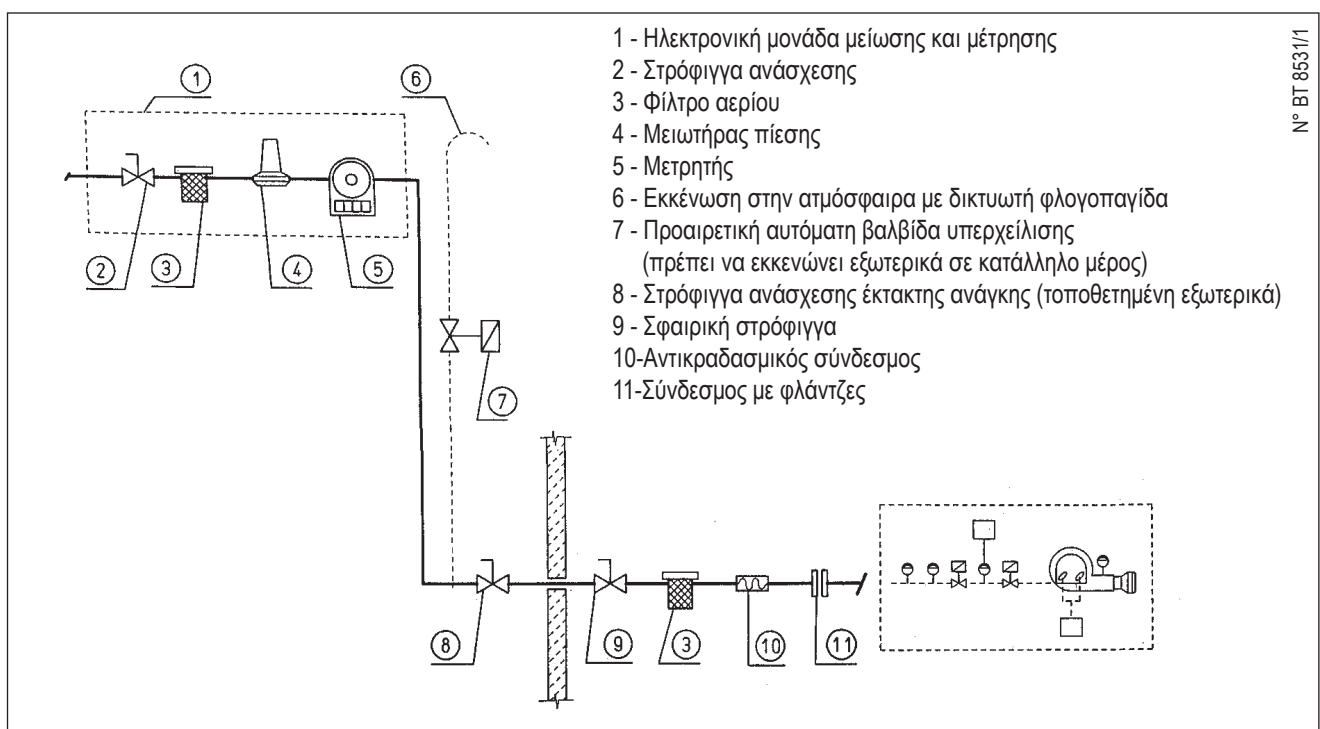 1 - Ηλεκτρονική μονάδα μείωσης και μέτρησης
2 - Στρόφιγγα ανάσχεσης
3 - Φίλτρο αερίου
4 - Μειωτήρας πίεσης
5 - Μετρητής
6 - Εκκένωση στην ατμόσφαιρα με δικτυωτή φλογοπαγίδα
7 - Προαιρετική αυτόματη βαλβίδα υπερχείλισης
(πρέπει να εκκενώνει εξωτερικά σε κατάλληλο μέρος)
8 - Στρόφιγγα ανάσχεσης έκτακτης ανάγκης (τοποθετημένη εξωτερικά)
9 - Σφαιρική στρόφιγγα
10-Αντικραδασμικός σύνδεσμος
11-Σύνδεσμος με φλάντζες
N° BT 8531/1
1
6
2
3
4
5
7
8
9
3
10
11